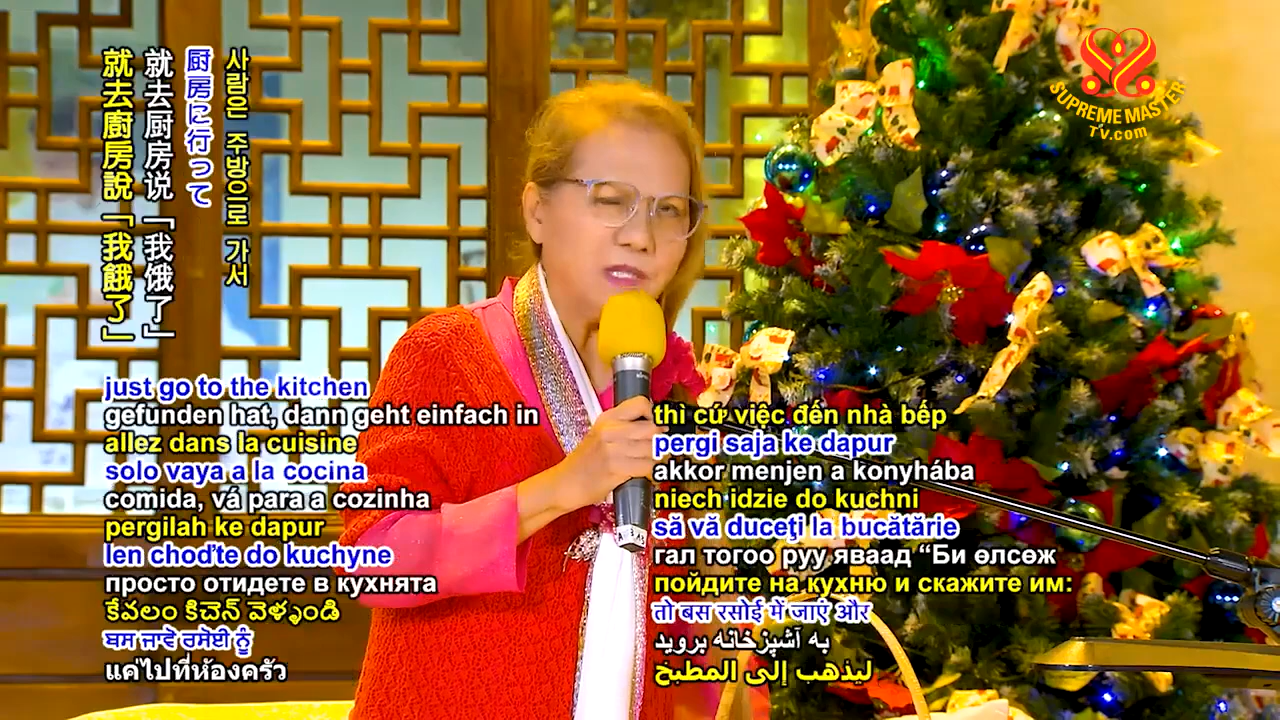 사람은 주방으로 가서
厨房に行って
就去厨房说「我饿了」
就去廚房說「我餓了」
SUPREME MASTER
TV.com
just go to the kitchen
gefunden hat, dann geht einfach in
allez dans la cuisine
solo vaya a la cocina
comida, vá para a cozinha
pergilah ke dapur
len choďte do kuchyne
просто отидете в кухнята
కేవలం కిచెన్ వెళ్ళండి
ਬਸ ਜਾਵੋ ਰਸੋਈ ਨੂੰ
แค่ไปที่ห้องครัว
thì cứ việc đến nhà bếp
pergi saja ke dapur
akkor menjen a konyhába
niech idzie do kuchni
să vă duceţi la bucătărie
гал тогоо руу яваад “Би өлсөж
пойдите на кухню и скажите им:
तो बस रसोई में जाएं और
به آشپزخانه بروید
ليذهب إلى المطبخ